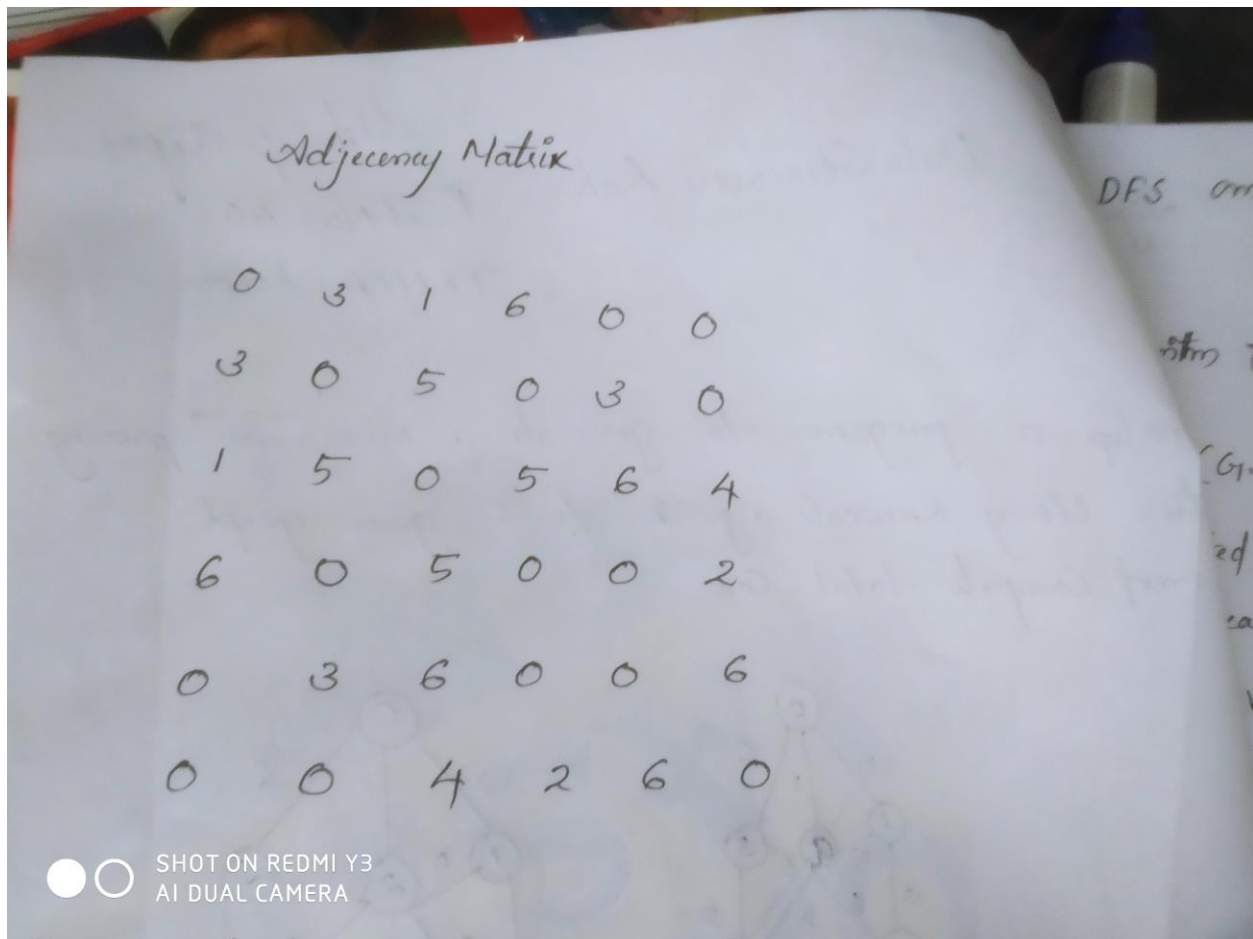 Adjecency Matrix
DFS
0 3 1 6 0 0
3 0 5 0 3 0
1 5 0 5 6 4
6 0 5 0 0 2
0 3 6 0 0 6
0 0 4 2 6 0
SHOT ON REDMI Y3
AI DUAL CAMERA